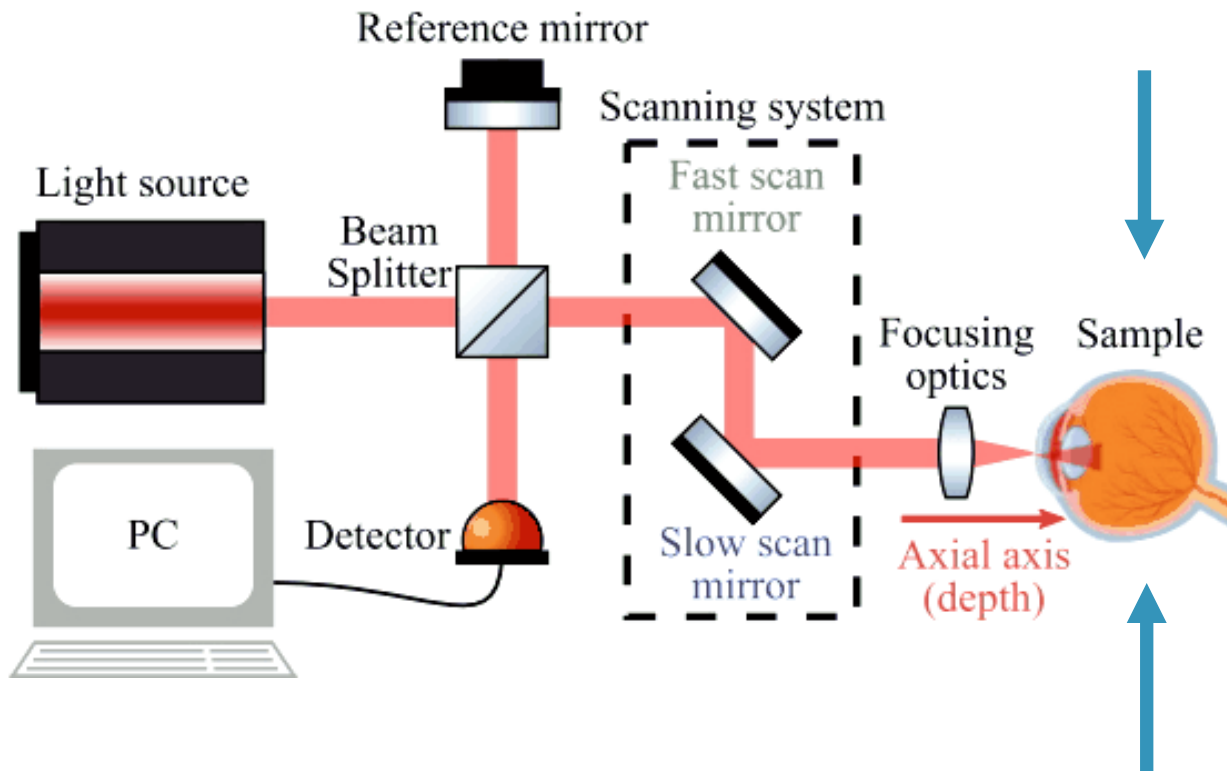 Reference mirror
Scanning system
Light source
Fast scan
mirror
Beam
Splitter
Focusing
optics
Sample
PC
Detector
Slow scan
mirror
Axial axis
(depth)